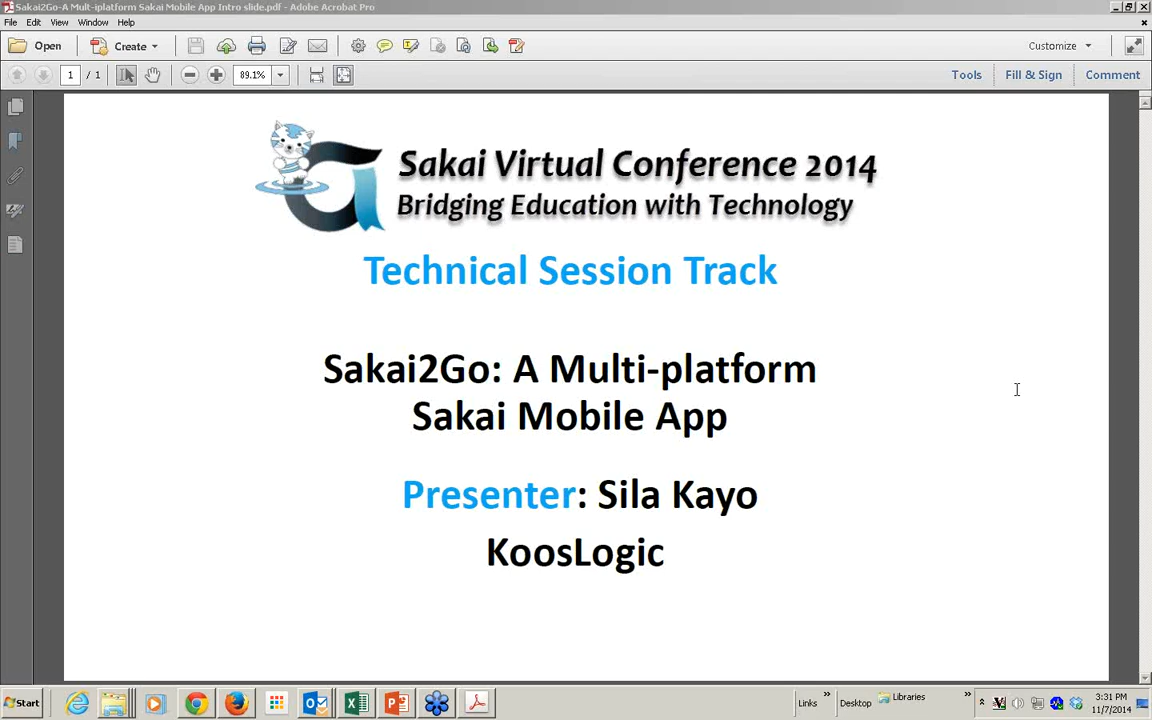 Sakai2Go-A Mult-iplatform Sakai Mobile App Intro slide.pdf - Adobe Acrobat Pro
File Edit View Window Help
Open Create Customize
1 / 1 89.1% Tools Fill & Sign Comment
Sakai Virtual Conference 2014
Bridging Education with Technology
Technical Session Track
Sakai2Go: A Multi-platform
Sakai Mobile App
Presenter: Sila Kayo
KoosLogic
Start Links » Desktop Libraries » 3:31 PM
11/7/2014